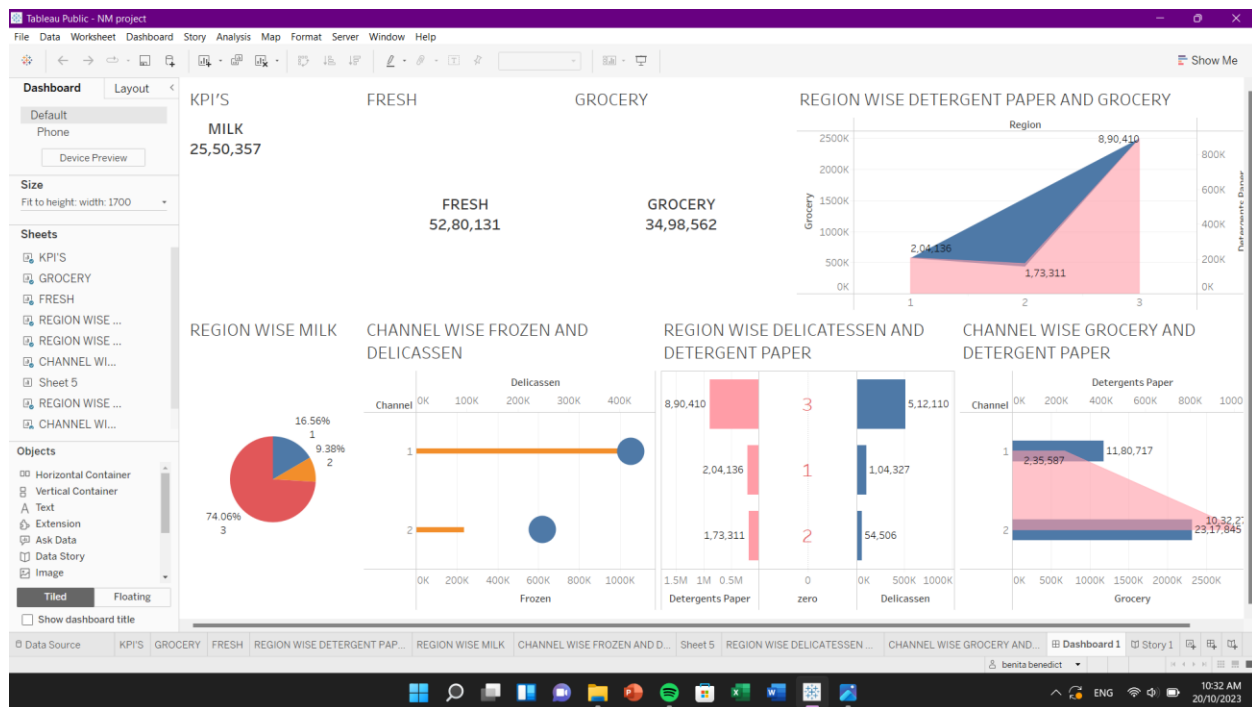 Tableau Public - NM project
File Data Worksheet Dashboard Story Analysis Map Format Server Window Help
Show Me
Dashboard Layout
Default
Phone
Device Preview
Size
Fit to height: width: 1700
Sheets
KPI'S
GROCERY
FRESH
REGION WISE ...
REGION WISE ...
CHANNEL WI...
Sheet 5
REGION WISE ...
CHANNEL WI...
Objects
Horizontal Container
Vertical Container
A Text
Extension
Ask Data
Data Story
Image
Tiled Floating
Show dashboard title
KPI'S
MILK
25,50,357
FRESH
FRESH
52,80,131
GROCERY
GROCERY
34,98,562
REGION WISE DETERGENT PAPER AND GROCERY
Region
2500K
2000K
1500K
1000K
500K
0K
Grocery
8,90,410
2,04,136
1,73,311
800K
600K
400K
200K
0K
Detergents Paper
1 2 3
REGION WISE MILK
16.56%
1
9.38%
2
74.06%
3
CHANNEL WISE FROZEN AND
DELICASSEN
Delicassen
Channel 0K 100K 200K 300K 400K
1
2
0K 200K 400K 600K 800K 1000K
Frozen
REGION WISE DELICATESSEN AND
DETERGENT PAPER
8,90,410 3 5,12,110
2,04,136 1 1,04,327
1,73,311 2 54,506
1.5M 1M 0.5M 0 0K 500K 1000K
Detergents Paper zero Delicassen
CHANNEL WISE GROCERY AND
DETERGENT PAPER
Detergents Paper
Channel 0K 200K 400K 600K 800K 1000
1 11,80,717
2,35,587
10,32,27
2 23,17,845
0K 500K 1000K 1500K 2000K 2500K
Grocery
Data Source KPI'S GROCERY FRESH REGION WISE DETERGENT PAP... REGION WISE MILK CHANNEL WISE FROZEN AND D... Sheet 5 REGION WISE DELICATESSEN ... CHANNEL WISE GROCERY AND... Dashboard 1 Story 1
benita benedict
ENG
10:32 AM
20/10/2023